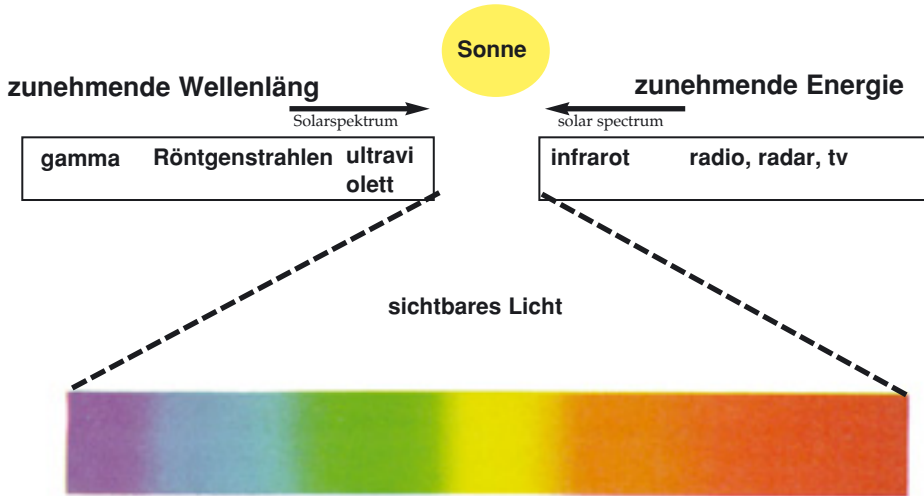 Sonne
zunehmende Wellenläng
zunehmende Energie
Solarspektrum
solar spectrum
gamma Röntgenstrahlen ultravi
olett
infrarot radio, radar, tv
sichtbares Licht